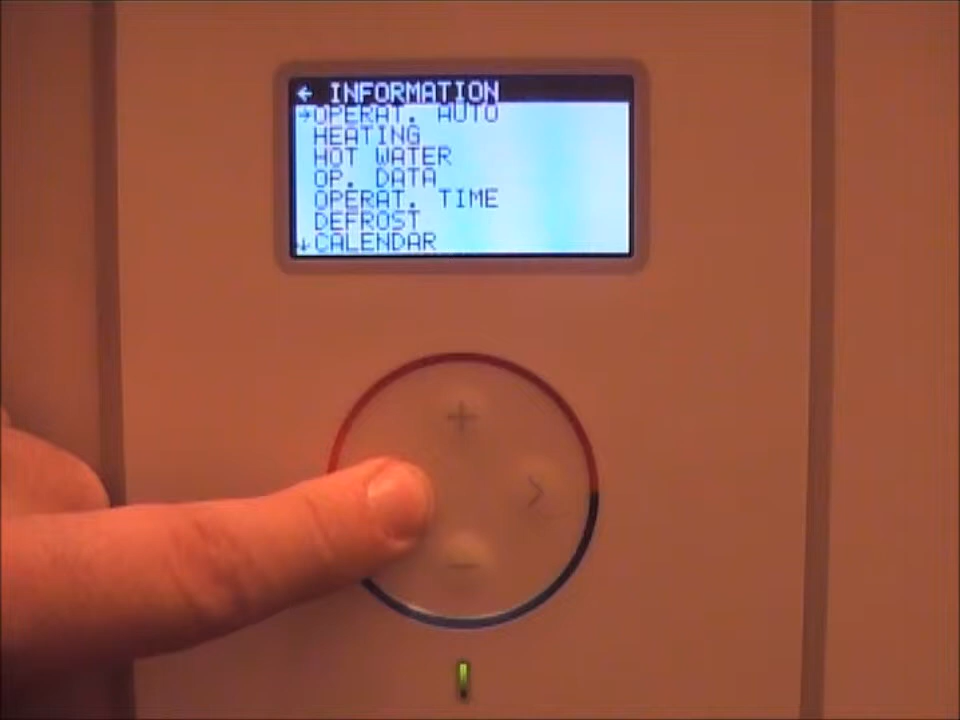 ← INFORMATION
→OPERAT. AUTO
HEATING
HOT WATER
OP. DATA
OPERAT. TIME
DEFROST
↓CALENDAR
+
>
−